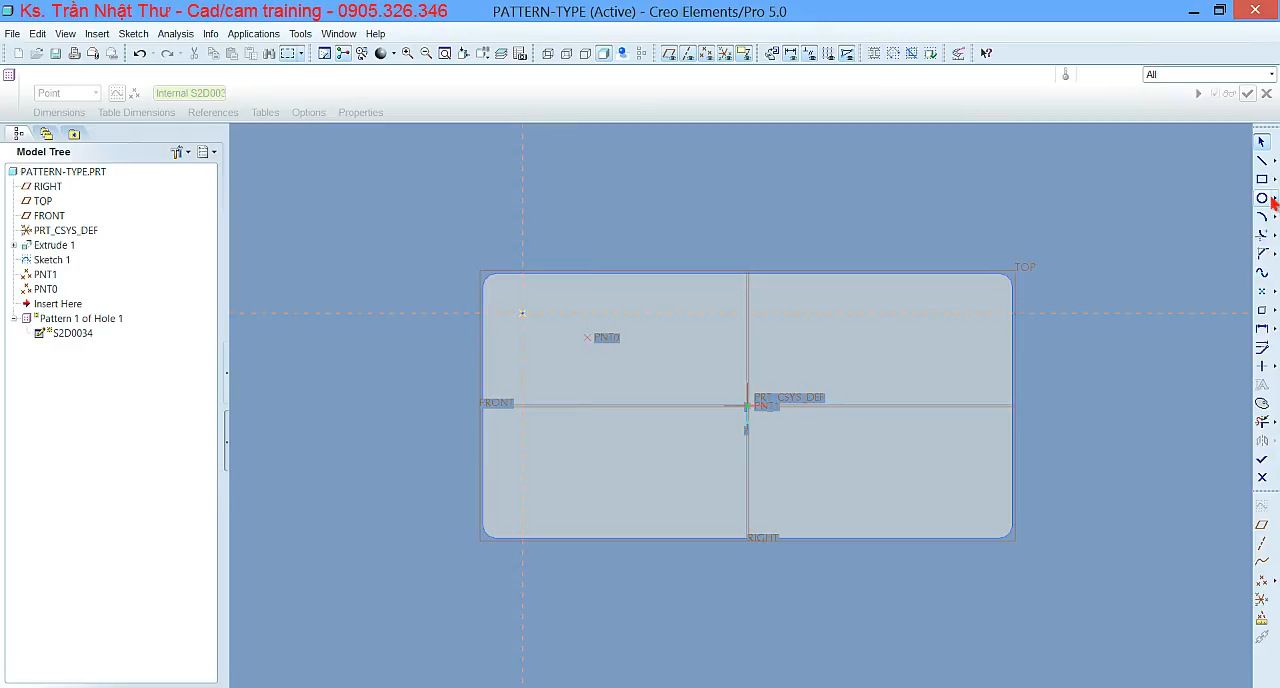 Ks. Trần Nhật Thư - Cad/cam training - 0905.326.346
PATTERN-TYPE (Active) - Creo Elements/Pro 5.0
File Edit View Insert Sketch Analysis Info Applications Tools Window Help
All
Point
Internal S2D003
Dimensions Table Dimensions References Tables Options Properties
Model Tree
PATTERN-TYPE.PRT
RIGHT
TOP
FRONT
PRT_CSYS_DEF
Extrude 1
Sketch 1
PNT1
PNT0
Insert Here
Pattern 1 of Hole 1
S2D0034
TOP
PNT0
PRT_CSYS_DEF
FRONT
PNT1
RIGHT